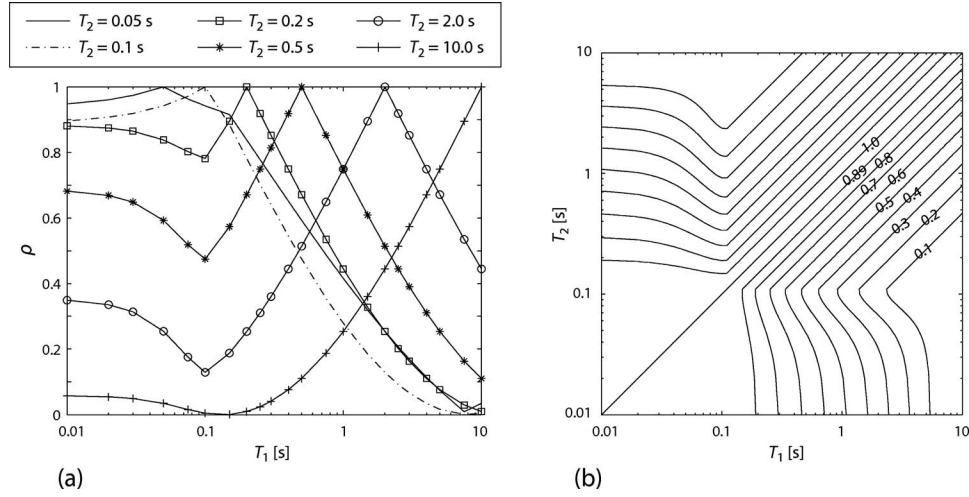 T2 = 0.05 s T2 = 0.2 s T2 = 2.0 s
T2 = 0.1 s T2 = 0.5 s T2 = 10.0 s
1
0.8
0.6
0.4
0.2
0
ρ
0.01 0.1 1 10
T1 [s]
(a)
10
1
0.1
0.01
T2 [s]
1.0
0.89 0.8
0.7 0.6
0.5 0.4
0.3 0.2
0.1
0.01 0.1 1 10
T1 [s]
(b)